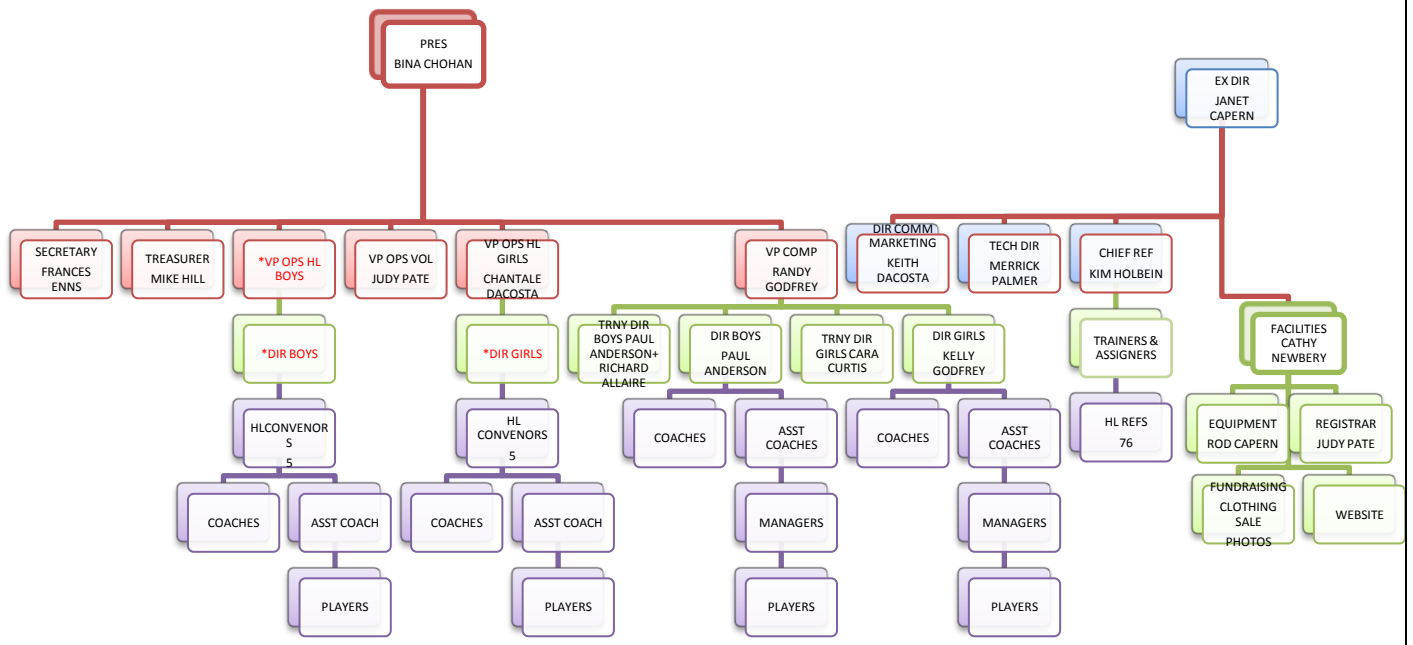 PRES
BINA CHOHAN
EX DIR
JANET
CAPERN
SECRETARY
FRANCES
ENNS
TREASURER
MIKE HILL
*VP OPS HL
BOYS
VP OPS VOL
JUDY PATE
VP OPS HL
GIRLS
CHANTALE
DACOSTA
VP COMP
RANDY
GODFREY
DIR COMM
MARKETING
KEITH
DACOSTA
TECH DIR
MERRICK
PALMER
CHIEF REF
KIM HOLBEIN
*DIR BOYS
*DIR GIRLS
TRNY DIR
BOYS PAUL
ANDERSON+
RICHARD
ALLAIRE
DIR BOYS
PAUL
ANDERSON
TRNY DIR
GIRLS CARA
CURTIS
DIR GIRLS
KELLY
GODFREY
TRAINERS &
ASSIGNERS
FACILITIES
CATHY
NEWBERY
HLCONVENOR
S
5
HL
CONVENORS
5
COACHES
ASST
COACHES
COACHES
ASST
COACHES
HL REFS
76
EQUIPMENT
ROD CAPERN
REGISTRAR
JUDY PATE
COACHES
ASST COACH
COACHES
ASST COACH
MANAGERS
MANAGERS
FUNDRAISING
CLOTHING
SALE
PHOTOS
WEBSITE
PLAYERS
PLAYERS
PLAYERS
PLAYERS